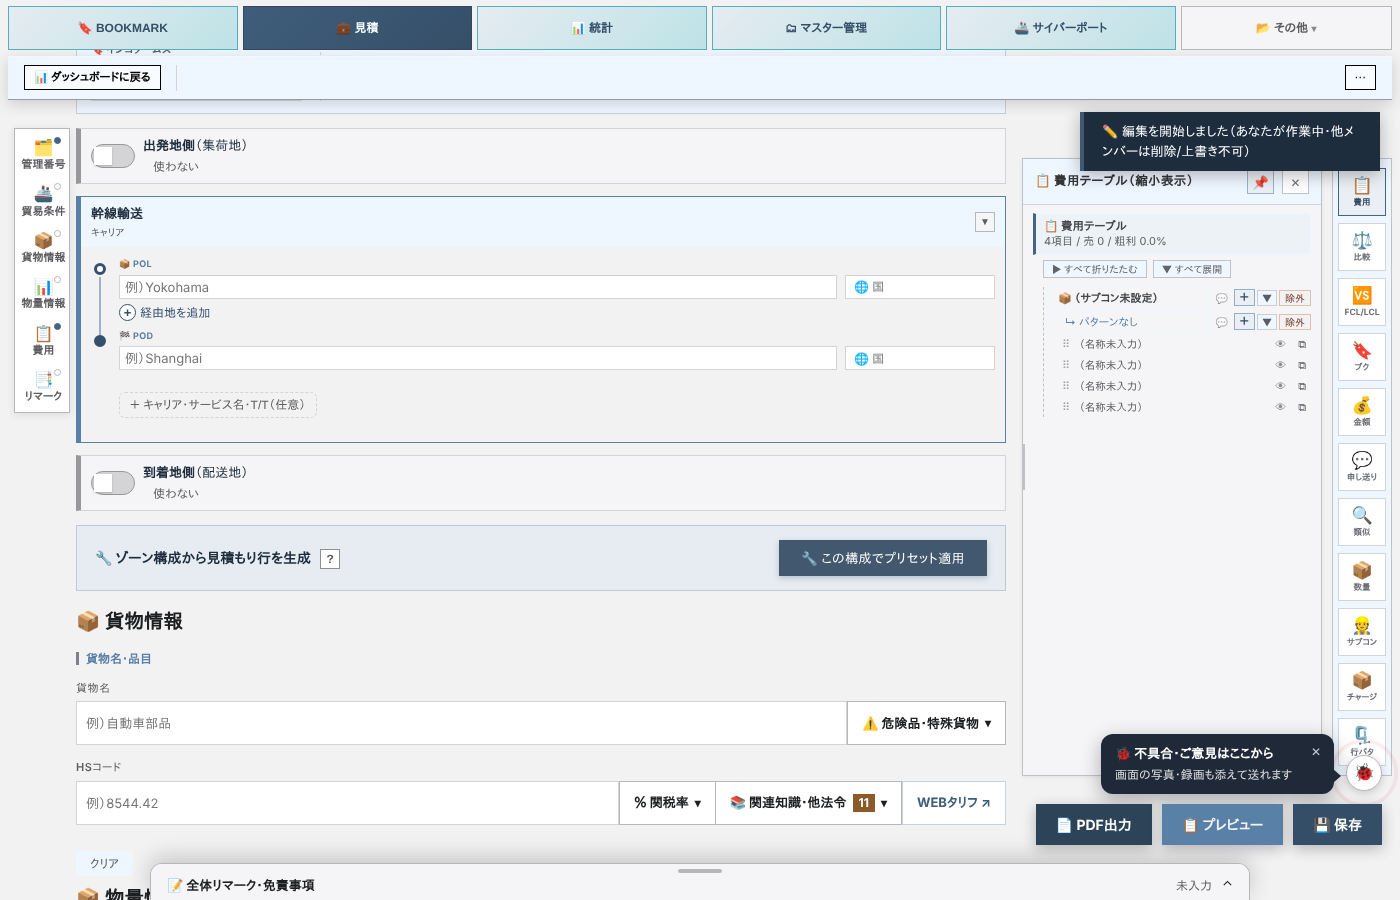 🔖 BOOKMARK
💼 見積
📊 統計
🗂 マスター管理
🚢 サイバーポート
📂 その他 ▾
📊 ダッシュボードに戻る
…
管理番号
貿易条件
貨物情報
物量情報
費用
リマーク
出発地側（集荷地）
使わない
幹線輸送
キャリア
▼
📦 POL
例）Yokohama
🌐 国
+ 経由地を追加
🏁 POD
例）Shanghai
🌐 国
＋ キャリア・サービス名・T/T（任意）
到着地側（配送地）
使わない
🔧 ゾーン構成から見積もり行を生成 ?
🔧 この構成でプリセット適用
📦 貨物情報
貨物名・品目
貨物名
例）自動車部品
⚠️ 危険品・特殊貨物 ▾
HSコード
例）8544.42
% 関税率 ▾
📚 関連知識・他法令 11 ▾
WEBタリフ ↗
クリア
📦 物量情
📝 全体リマーク・免責事項
未入力
✏️ 編集を開始しました（あなたが作業中・他メ
ンバーは削除/上書き不可）
📋 費用テーブル（縮小表示）
📌 ×
📋 費用テーブル
4項目 / 売 0 / 粗利 0.0%
▶ すべて折りたたむ
▼ すべて展開
📦 （サブコン未設定）
＋ ▼ 除外
↳ パターンなし
＋ ▼ 除外
（名称未入力）
（名称未入力）
（名称未入力）
（名称未入力）
費用
比較
VS
FCL/LCL
ブク
金額
申し送り
類似
数量
サブコン
チャージ
行パタ
🐞 不具合・ご意見はここから ×
画面の写真・録画も添えて送れます
📄 PDF出力
📋 プレビュー
💾 保存